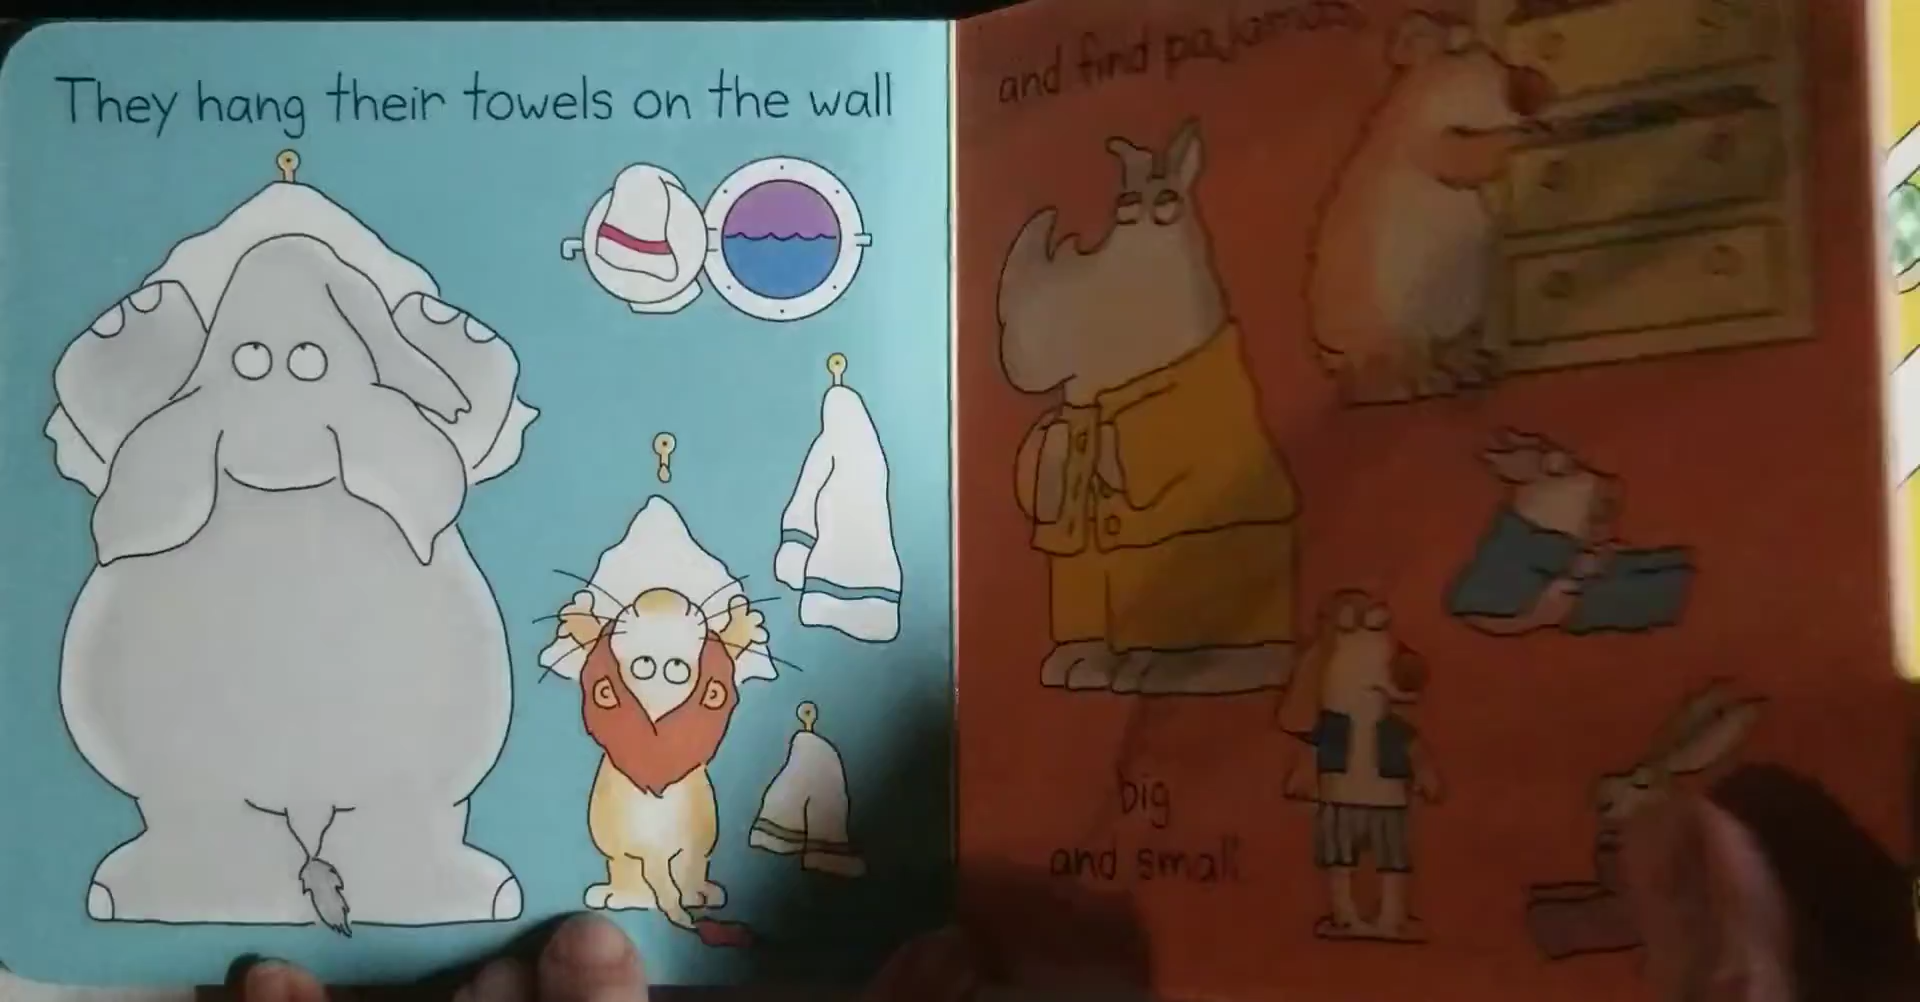 They hang their towels on the wall
and find pajamas
big
and small